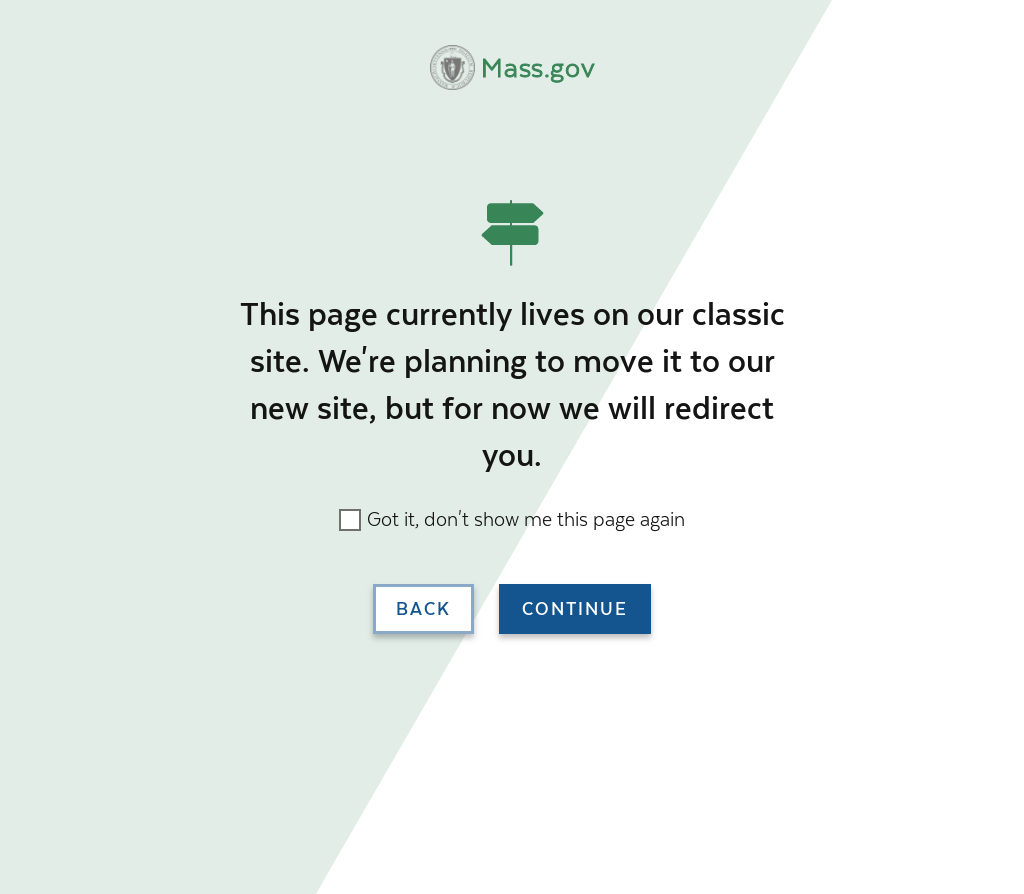 Mass.gov
This page currently lives on our classic
site. We're planning to move it to our
new site, but for now we will redirect
you.
Got it, don't show me this page again
BACK
CONTINUE